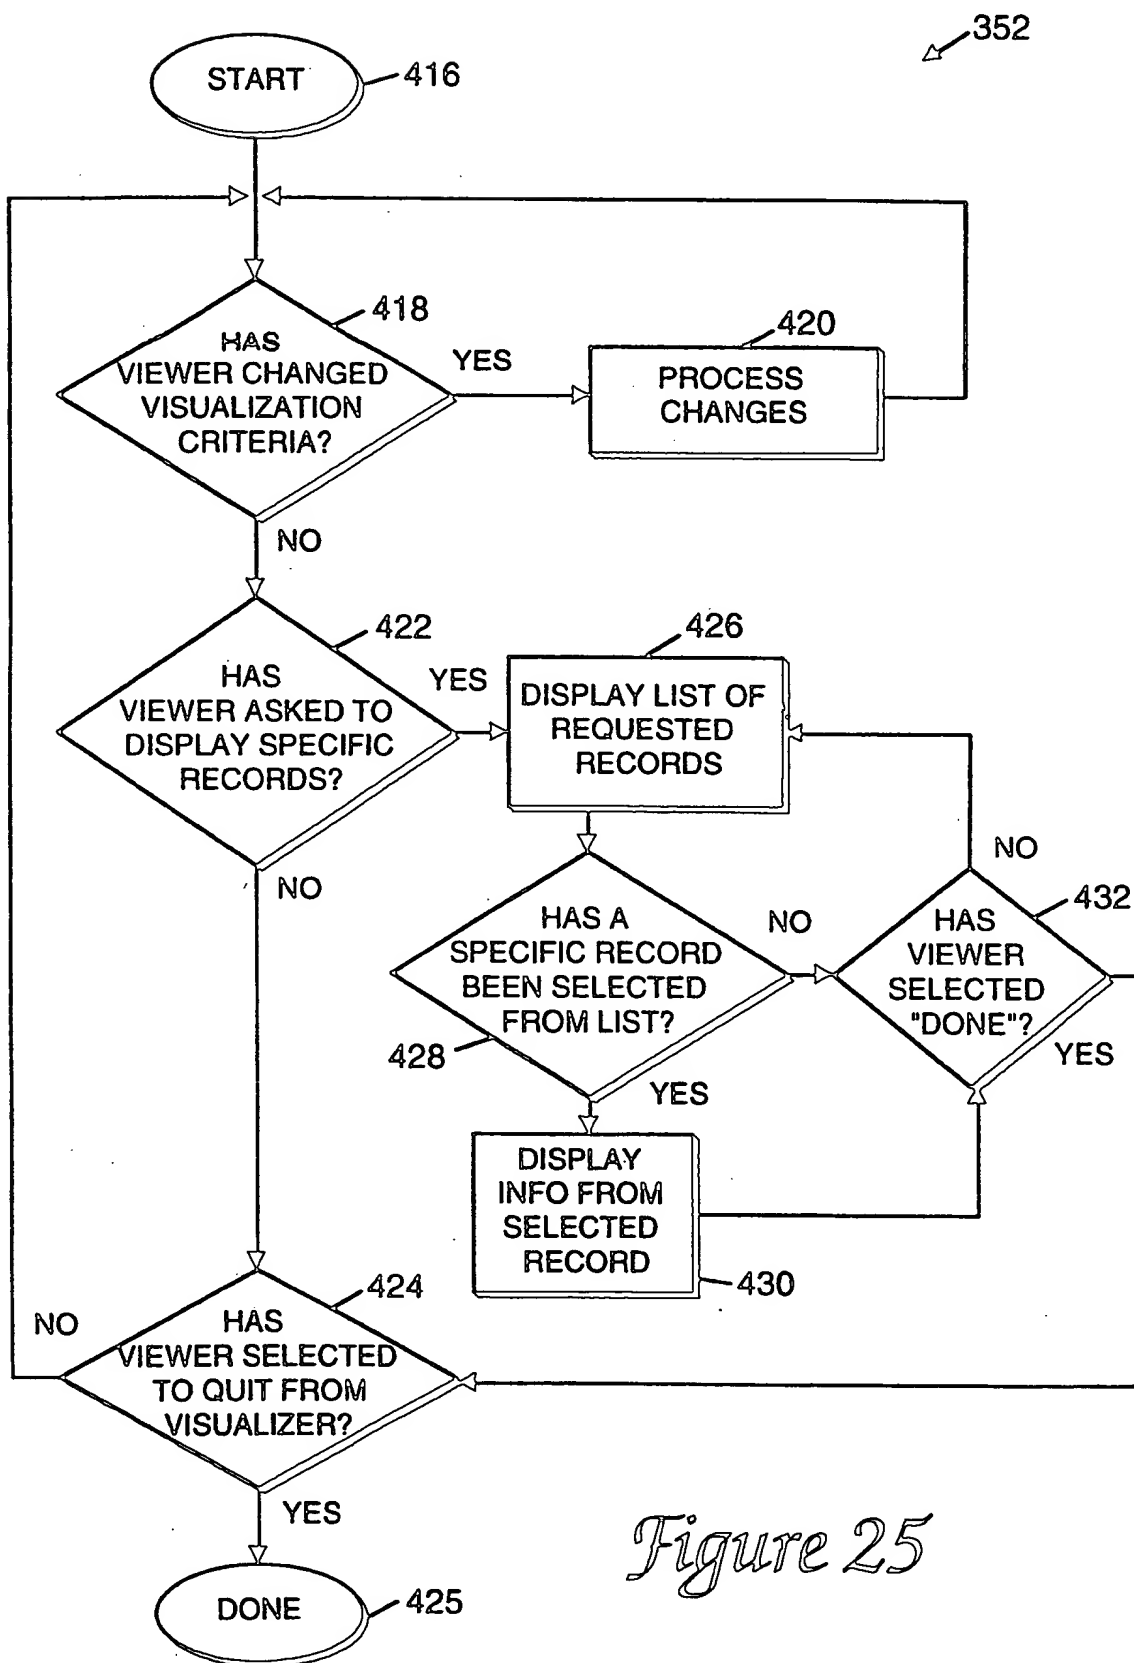 352
START
416
418
HAS
VIEWER CHANGED
VISUALIZATION
CRITERIA?
YES
420
PROCESS
CHANGES
NO
422
HAS
VIEWER ASKED TO
DISPLAY SPECIFIC
RECORDS?
YES
426
DISPLAY LIST OF
REQUESTED
RECORDS
NO
HAS A
SPECIFIC RECORD
BEEN SELECTED
FROM LIST?
428
NO
NO
432
HAS
VIEWER
SELECTED
"DONE"?
YES
YES
DISPLAY
INFO FROM
SELECTED
RECORD
430
424
NO
HAS
VIEWER SELECTED
TO QUIT FROM
VISUALIZER?
YES
DONE
425
Figure 25